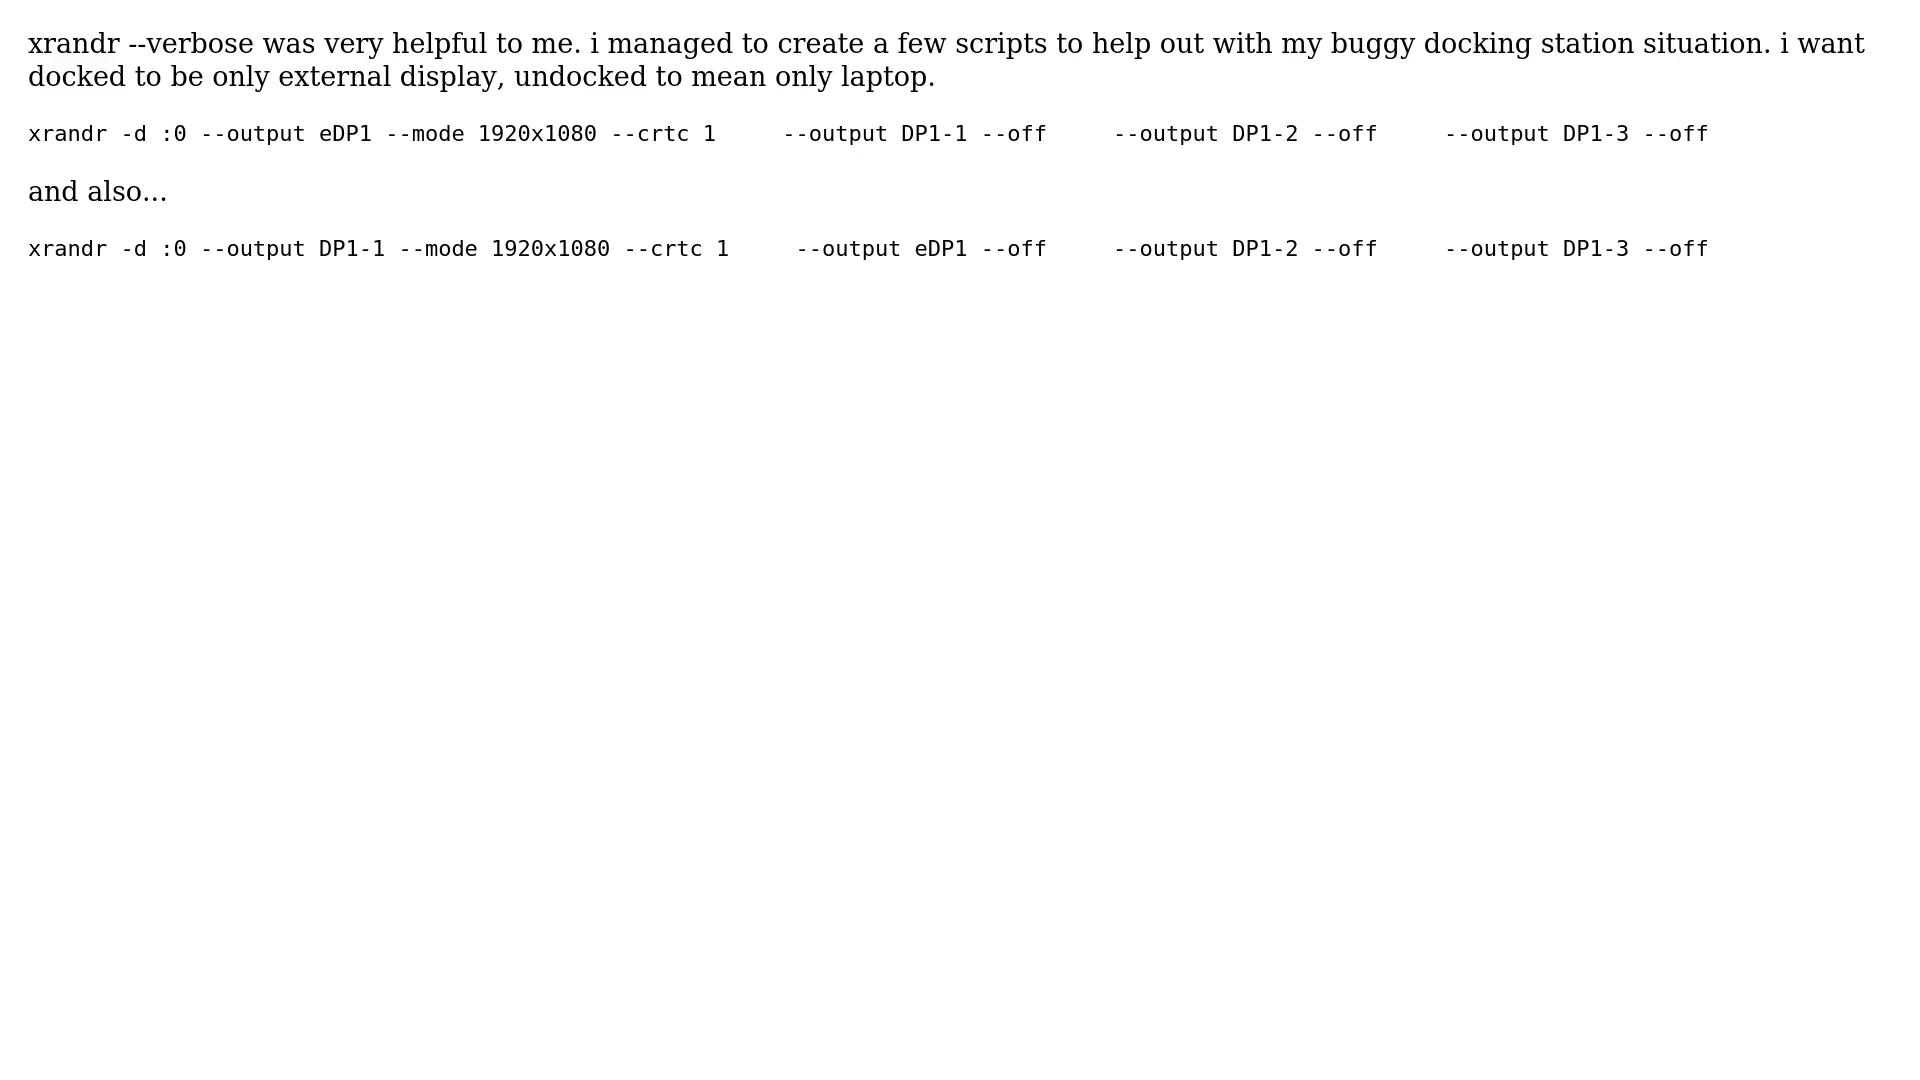 xrandr --verbose was very helpful to me. i managed to create a few scripts to help out with my buggy docking station situation. i want
docked to be only external display, undocked to mean only laptop.
xrandr -d :0 --output eDP1 --mode 1920x1080 --crtc 1     --output DP1-1 --off     --output DP1-2 --off     --output DP1-3 --off
and also...
xrandr -d :0 --output DP1-1 --mode 1920x1080 --crtc 1     --output eDP1 --off     --output DP1-2 --off     --output DP1-3 --off